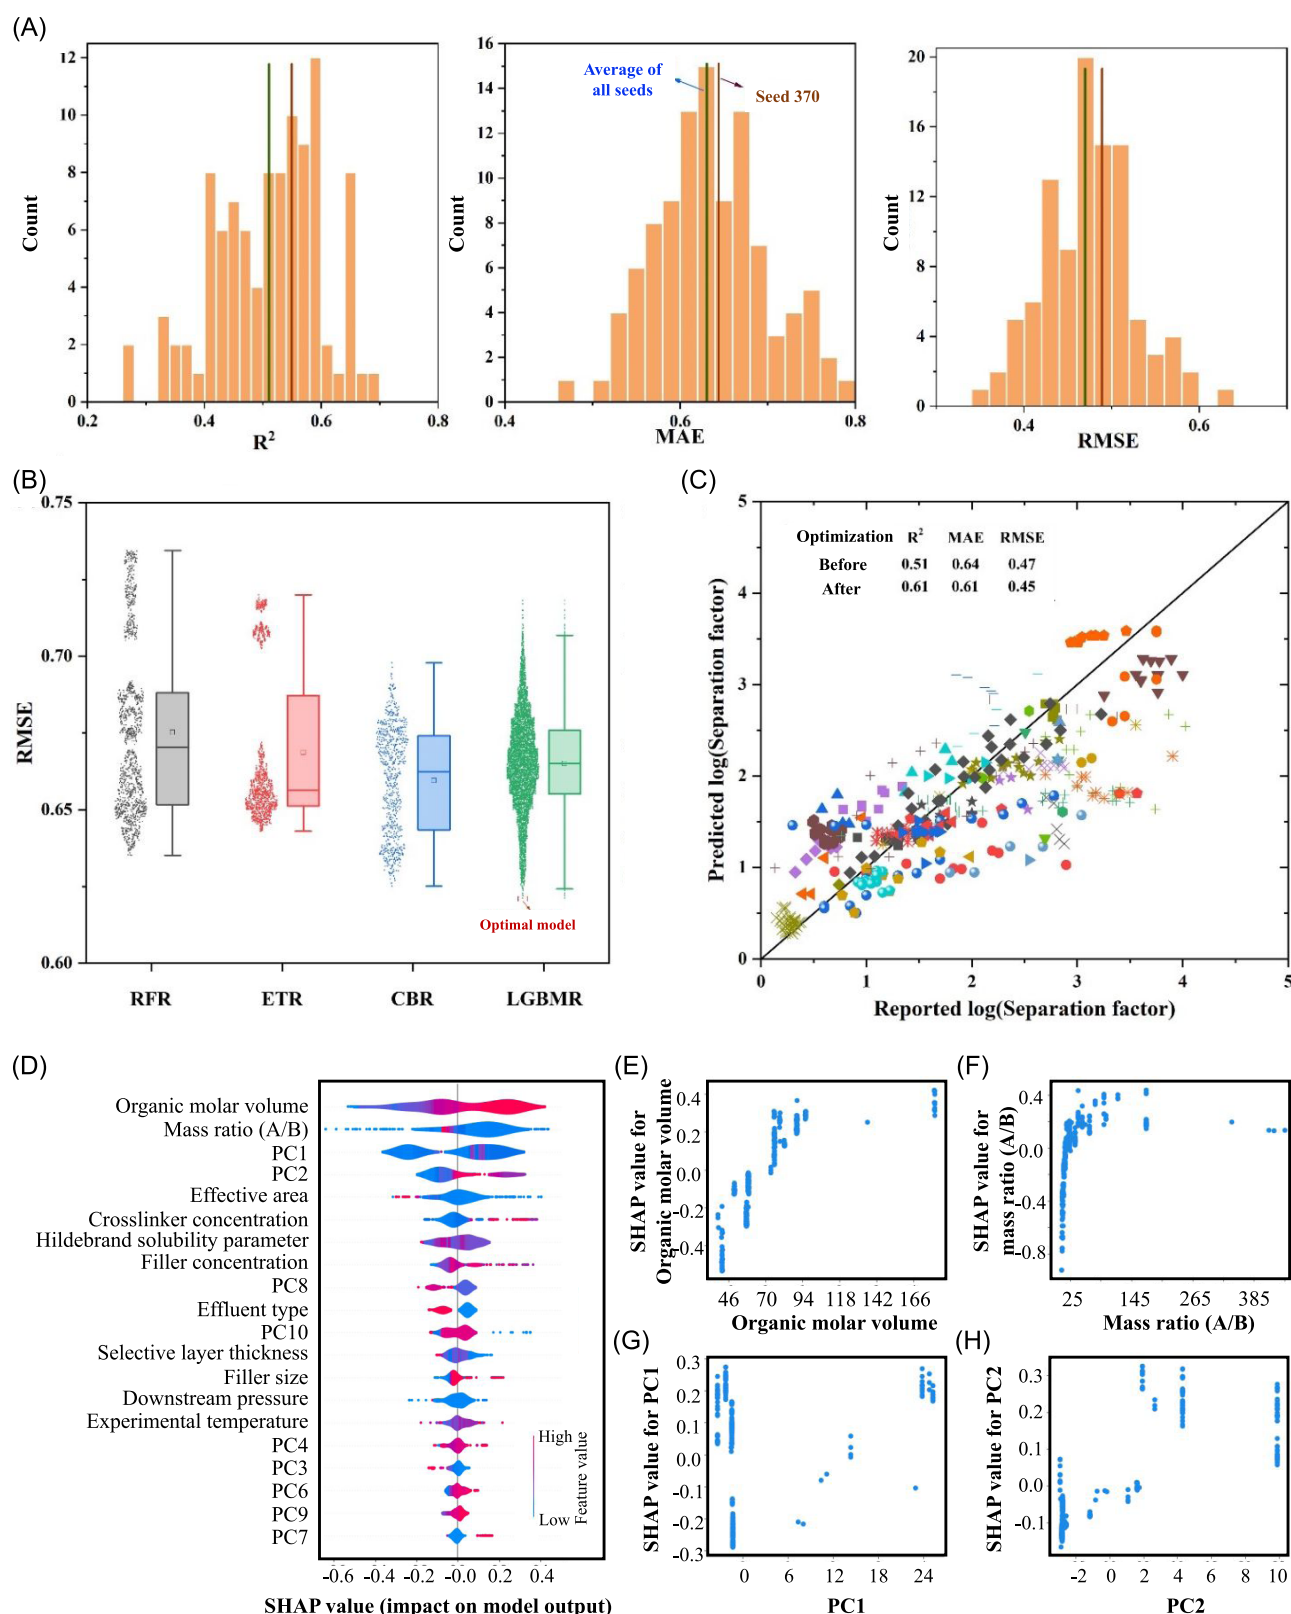 (A)
12
10
8
6
4
2
0
Count
0.2
0.4
0.6
0.8
R²
16
14
12
10
8
6
4
2
0
Count
Average of
all seeds
Seed 370
0.4
0.6
0.8
MAE
20
16
12
8
4
0
Count
0.4
0.6
RMSE
(B)
0.75
0.70
0.65
0.60
RMSE
Optimal model
RFR
ETR
CBR
LGBMR
(C)
5
4
3
2
1
0
Predicted log(Separation factor)
Optimization R² MAE RMSE
Before 0.51 0.64 0.47
After 0.61 0.61 0.45
0 1 2 3 4 5
Reported log(Separation factor)
(D)
Organic molar volume
Mass ratio (A/B)
PC1
PC2
Effective area
Crosslinker concentration
Hildebrand solubility parameter
Filler concentration
PC8
Effluent type
PC10
Selective layer thickness
Filler size
Downstream pressure
Experimental temperature
PC4
PC3
PC6
PC9
PC7
High
Low
Feature value
-0.6 -0.4 -0.2 -0.0 0.2 0.4
SHAP value (impact on model output)
(E)
SHAP value for
Organic molar volume
0.4
0.2
0.0
-0.2
-0.4
46 70 94 118 142 166
Organic molar volume
(F)
SHAP value for
mass ratio (A/B)
0.4
0.0
-0.4
-0.8
25 145 265 385
Mass ratio (A/B)
(G)
SHAP value for PC1
0.3
0.2
0.1
0.0
-0.1
-0.2
-0.3
0 6 12 18 24
PC1
(H)
SHAP value for PC2
0.3
0.2
0.1
0.0
-0.1
-2 0 2 4 6 8 10
PC2